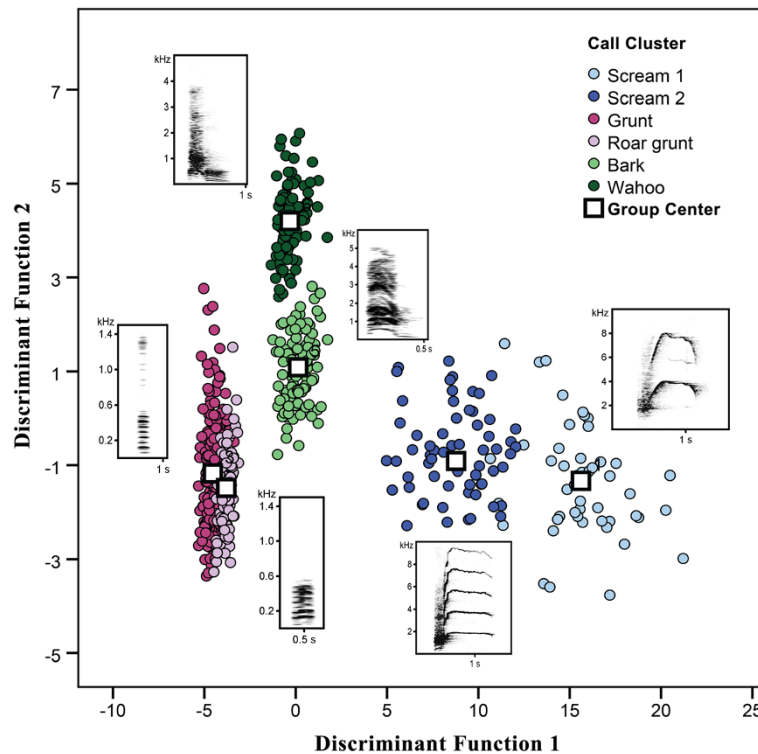 Call Cluster
Scream 1
Scream 2
Grunt
Roar grunt
Bark
Wahoo
Group Center
kHz
4
3
2
1
1 s
kHz
5
4
3
2
1
0.5 s
kHz
8
4
2
1 s
kHz
1.4
1.0
0.6
0.2
1 s
kHz
1.4
1.0
0.6
0.2
0.5 s
kHz
8
6
4
2
1 s
7
5
3
1
-1
-3
-5
Discriminant Function 2
-10
-5
0
5
10
15
20
25
Discriminant Function 1